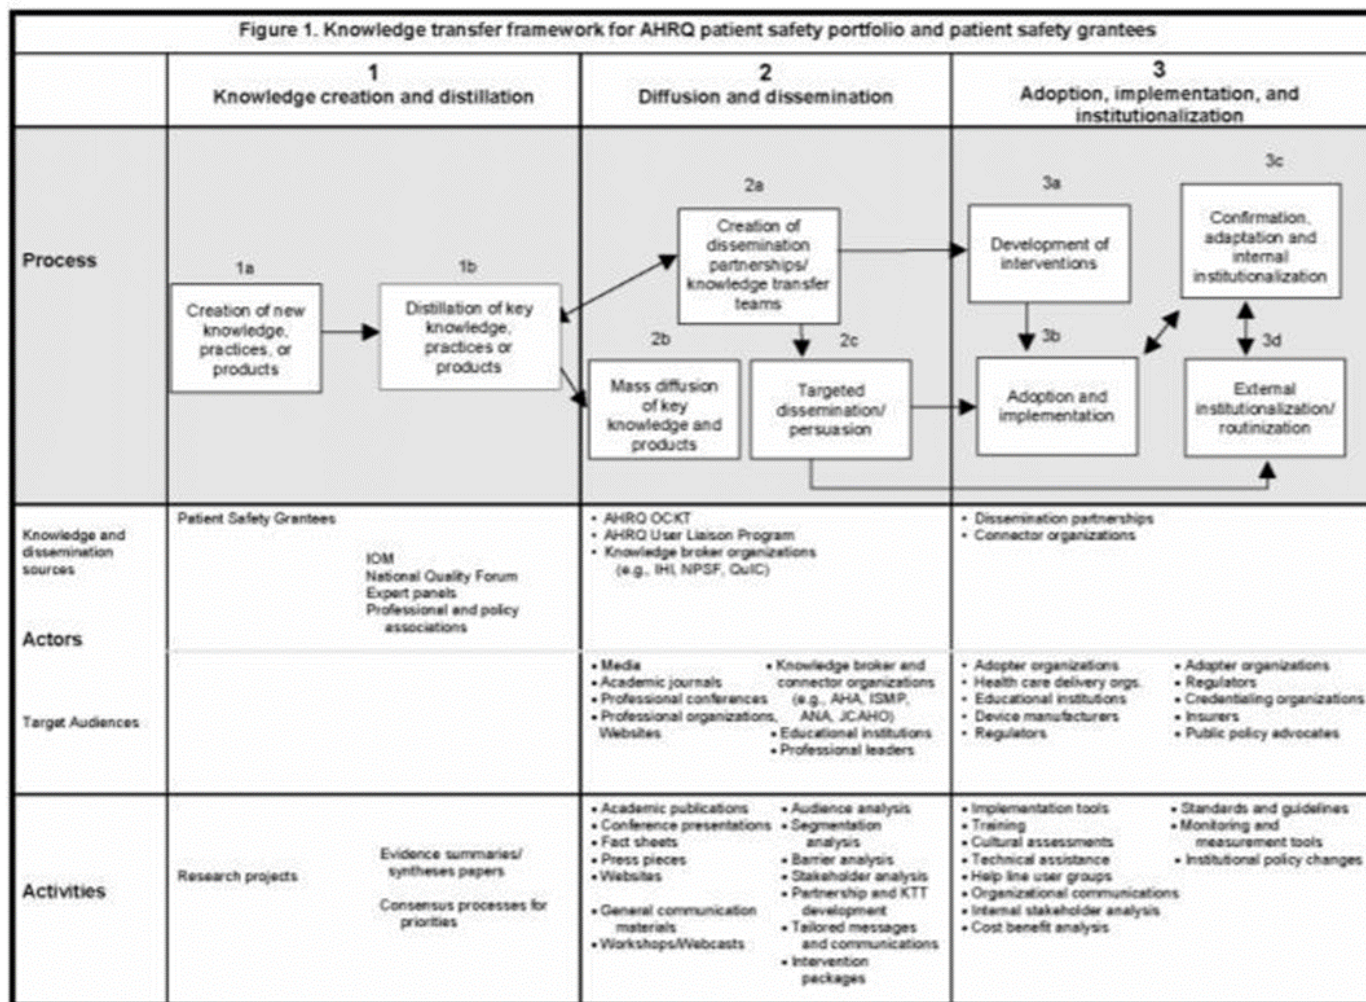 Figure 1. Knowledge transfer framework for AHRQ patient safety portfolio and patient safety grantees
1
Knowledge creation and distillation
2
Diffusion and dissemination
3
Adoption, implementation, and
institutionalization
Process
1a
Creation of new
knowledge,
practices, or
products
1b
Distillation of key
knowledge,
practices or
products
2a
Creation of
dissemination
partnerships/
knowledge transfer
teams
2b
Mass diffusion
of key
knowledge and
products
2c
Targeted
dissemination/
persuasion
3a
Development of
interventions
3b
Adoption and
implementation
3c
Confirmation,
adaptation and
internal
institutionalization
3d
External
institutionalization/
routinization
Knowledge and
dissemination
sources
Patient Safety Grantees
IOM
National Quality Forum
Expert panels
Professional and policy
associations
• AHRQ OCKT
• AHRQ User Liaison Program
• Knowledge broker organizations
(e.g., IHI, NPSF, QuIC)
• Dissemination partnerships
• Connector organizations
Actors
Target Audiences
• Media
• Academic journals
• Professional conferences
• Professional organizations,
Websites
• Knowledge broker and
connector organizations
(e.g., AHA, ISMP,
ANA, JCAHO)
• Educational institutions
• Professional leaders
• Adopter organizations
• Health care delivery orgs.
• Educational institutions
• Device manufacturers
• Regulators
• Adopter organizations
• Regulators
• Credentialing organizations
• Insurers
• Public policy advocates
Activities
Research projects
Evidence summaries/
syntheses papers
Consensus processes for
priorities
• Academic publications
• Conference presentations
• Fact sheets
• Press pieces
• Websites
• General communication
materials
• Workshops/Webcasts
• Audience analysis
• Segmentation
analysis
• Barrier analysis
• Stakeholder analysis
• Partnership and KTT
development
• Tailored messages
and communications
• Intervention
packages
• Implementation tools
• Training
• Cultural assessments
• Technical assistance
• Help line user groups
• Organizational communications
• Internal stakeholder analysis
• Cost benefit analysis
• Standards and guidelines
• Monitoring and
measurement tools
• Institutional policy changes